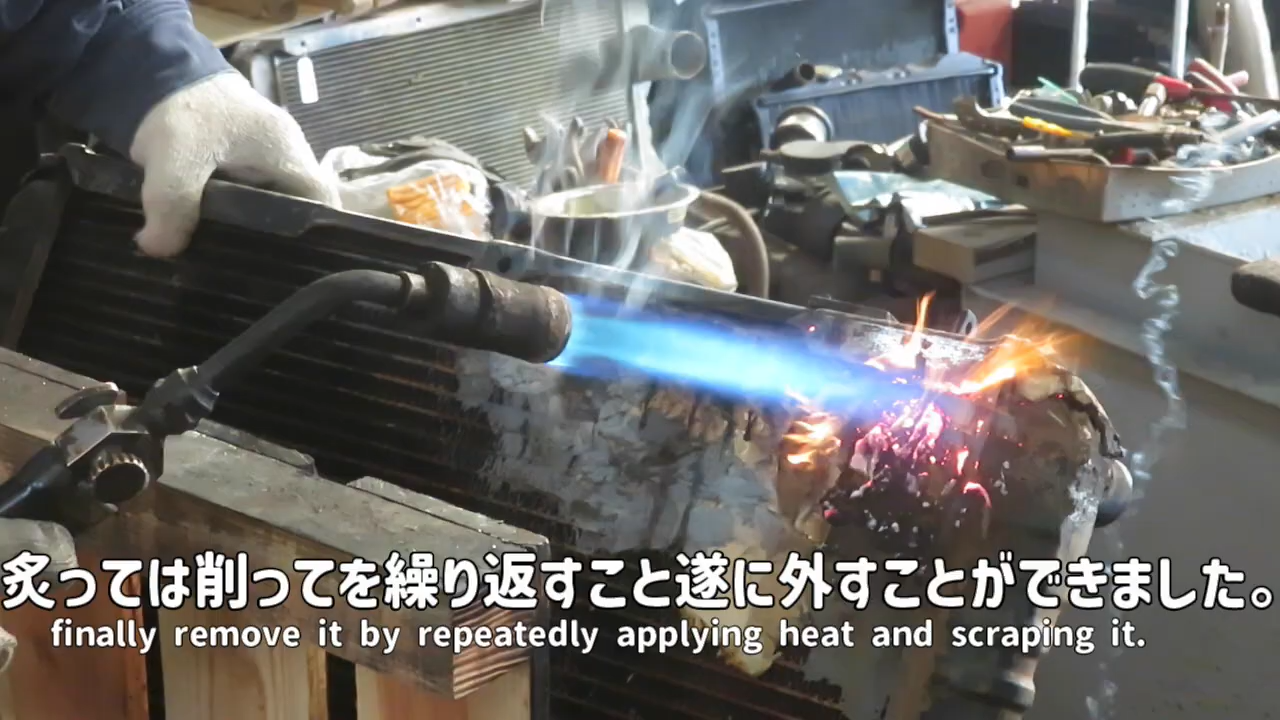 炙っては削ってを繰り返すこと遂に外すことができました。
finally remove it by repeatedly applying heat and scraping it.